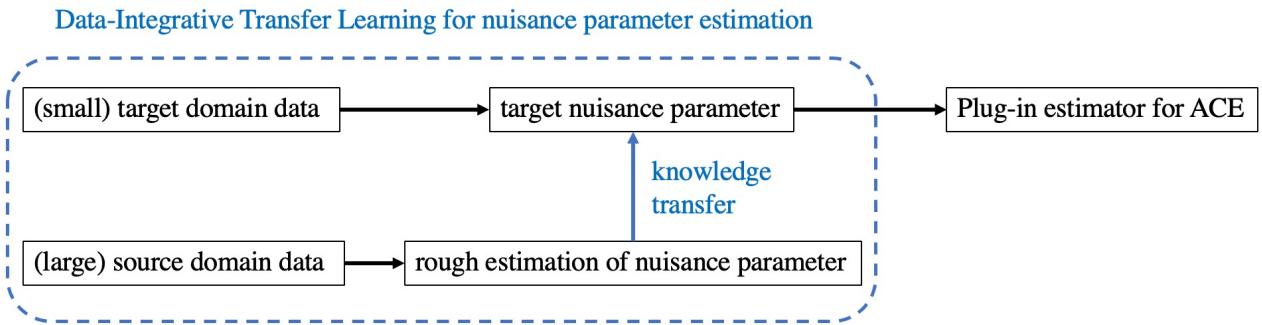 Data-Integrative Transfer Learning for nuisance parameter estimation
(small) target domain data
target nuisance parameter
Plug-in estimator for ACE
knowledge
transfer
(large) source domain data
rough estimation of nuisance parameter